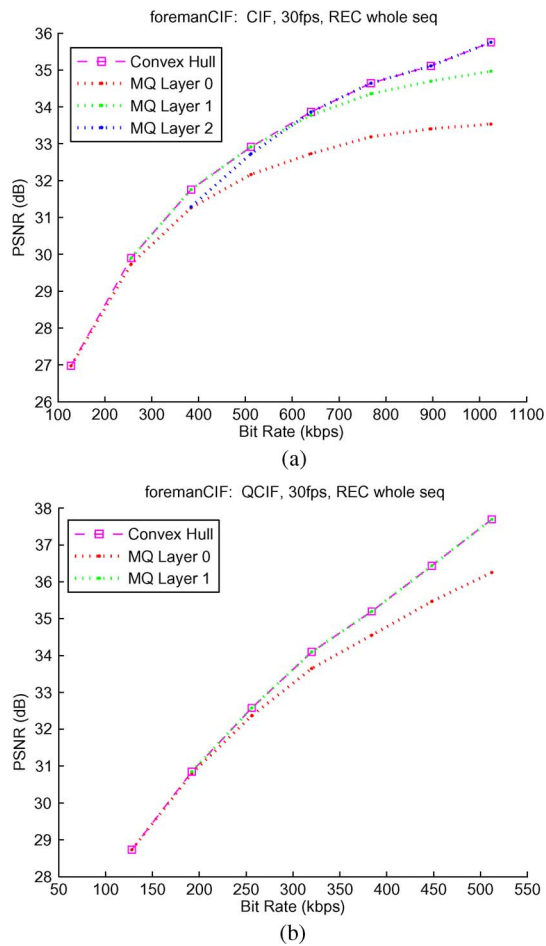 foremanCIF: CIF, 30fps, REC whole seq
36
35
34
33
32
31
30
29
28
27
26
PSNR (dB)
Convex Hull
MQ Layer 0
MQ Layer 1
MQ Layer 2
100 200 300 400 500 600 700 800 900 1000 1100
Bit Rate (kbps)
(a)
foremanCIF: QCIF, 30fps, REC whole seq
38
37
36
35
34
33
32
31
30
29
28
PSNR (dB)
Convex Hull
MQ Layer 0
MQ Layer 1
50 100 150 200 250 300 350 400 450 500 550
Bit Rate (kbps)
(b)